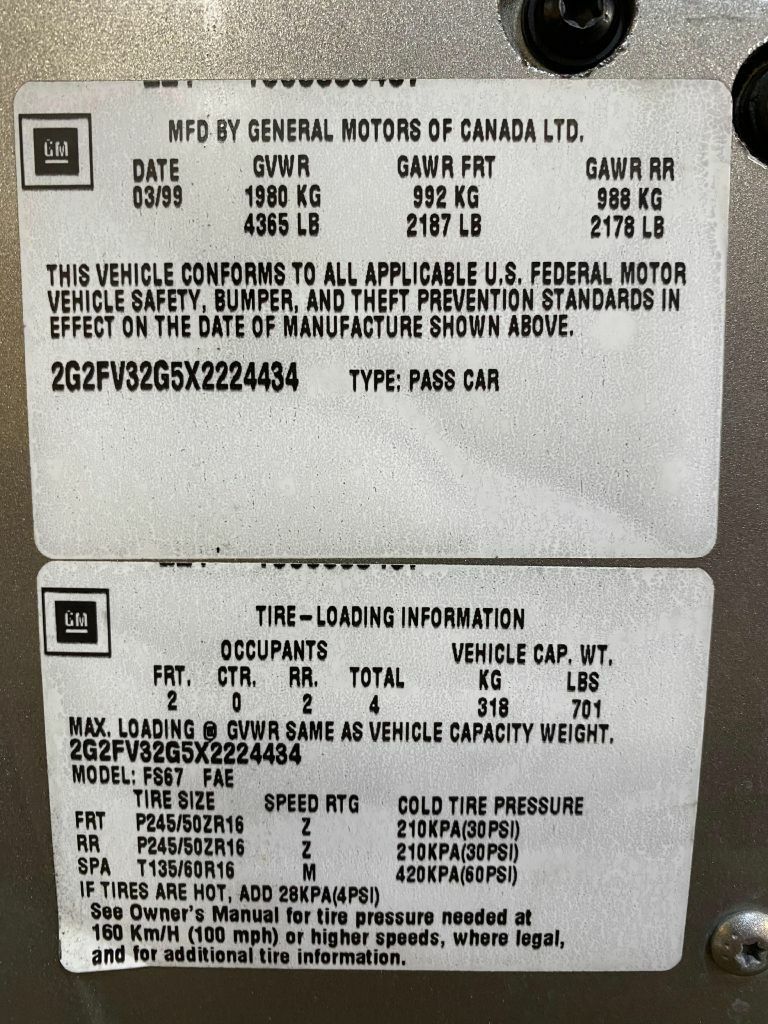 GM
MFD BY GENERAL MOTORS OF CANADA LTD.
DATE GVWR GAWR FRT GAWR RR
03/99 1980 KG 992 KG 988 KG
4365 LB 2187 LB 2178 LB
THIS VEHICLE CONFORMS TO ALL APPLICABLE U.S. FEDERAL MOTOR
VEHICLE SAFETY, BUMPER, AND THEFT PREVENTION STANDARDS IN
EFFECT ON THE DATE OF MANUFACTURE SHOWN ABOVE.
2G2FV32G5X2224434 TYPE: PASS CAR
GM
TIRE-LOADING INFORMATION
OCCUPANTS VEHICLE CAP. WT.
FRT. CTR. RR. TOTAL KG LBS
2 0 2 4 318 701
MAX. LOADING @ GVWR SAME AS VEHICLE CAPACITY WEIGHT.
2G2FV32G5X2224434
MODEL: FS67 FAE
TIRE SIZE SPEED RTG COLD TIRE PRESSURE
FRT P245/50ZR16 Z 210KPA(30PSI)
RR P245/50ZR16 Z 210KPA(30PSI)
SPA T135/60R16 M 420KPA(60PSI)
IF TIRES ARE HOT, ADD 28KPA(4PSI)
See Owner's Manual for tire pressure needed at
160 Km/H (100 mph) or higher speeds, where legal,
and for additional tire information.